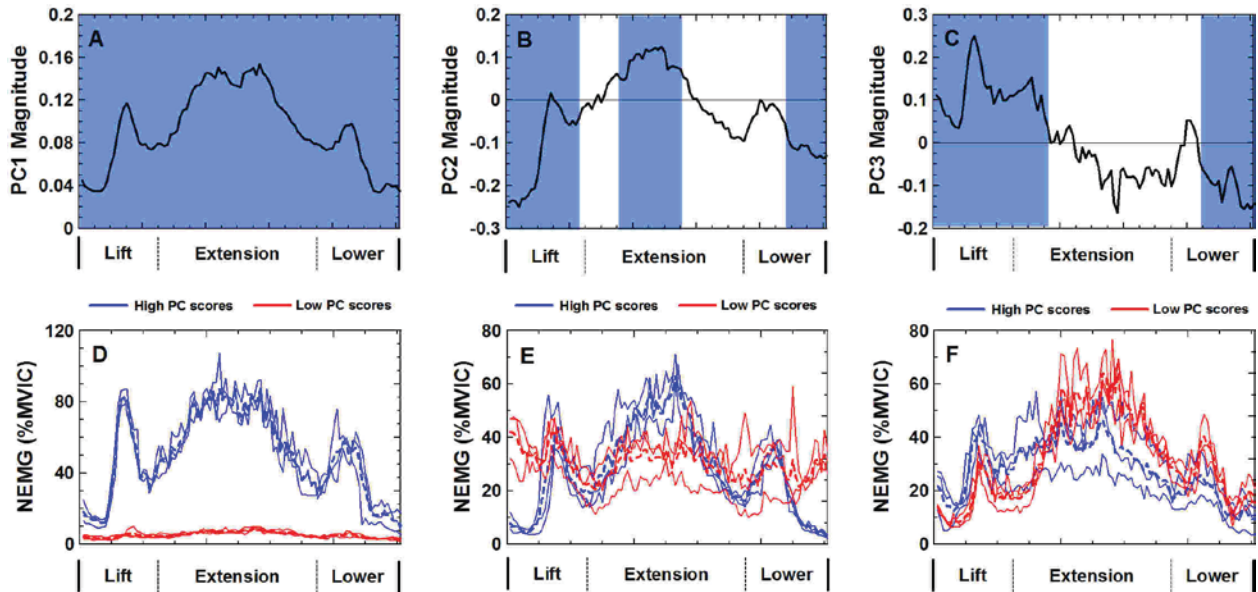 A
PC1 Magnitude
0.2
0.16
0.12
0.08
0.04
0
Lift Extension Lower
B
PC2 Magnitude
0.2
0.1
0
-0.1
-0.2
-0.3
Lift Extension Lower
C
PC3 Magnitude
0.3
0.2
0.1
0
-0.1
-0.2
Lift Extension Lower
High PC scores Low PC scores
D
NEMG (%MVIC)
120
80
40
0
Lift Extension Lower
High PC scores Low PC scores
E
NEMG (%MVIC)
80
60
40
20
0
Lift Extension Lower
High PC scores Low PC scores
F
NEMG (%MVIC)
80
60
40
20
0
Lift Extension Lower